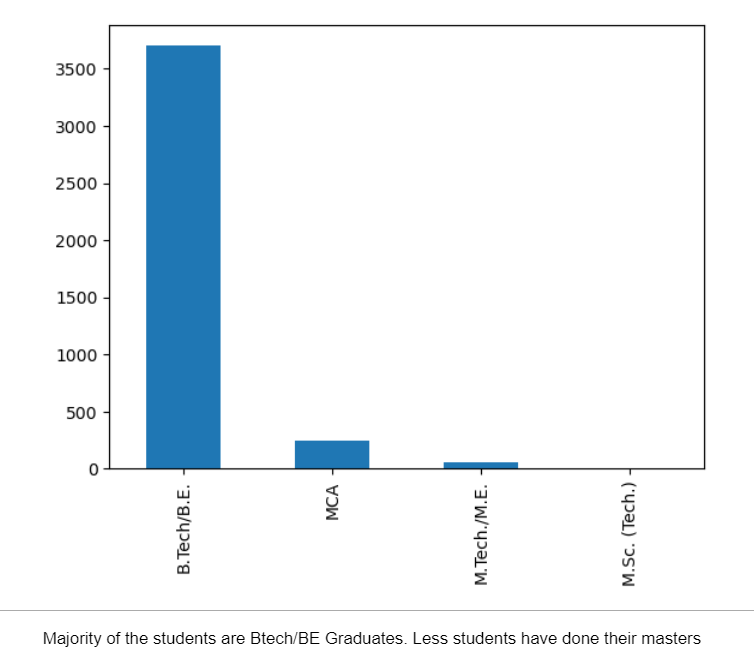 3500
3000
2500
2000
1500
1000
500
0
B.Tech/B.E.
MCA
M.Tech./M.E.
M.Sc. (Tech.)
Majority of the students are Btech/BE Graduates. Less students have done their masters